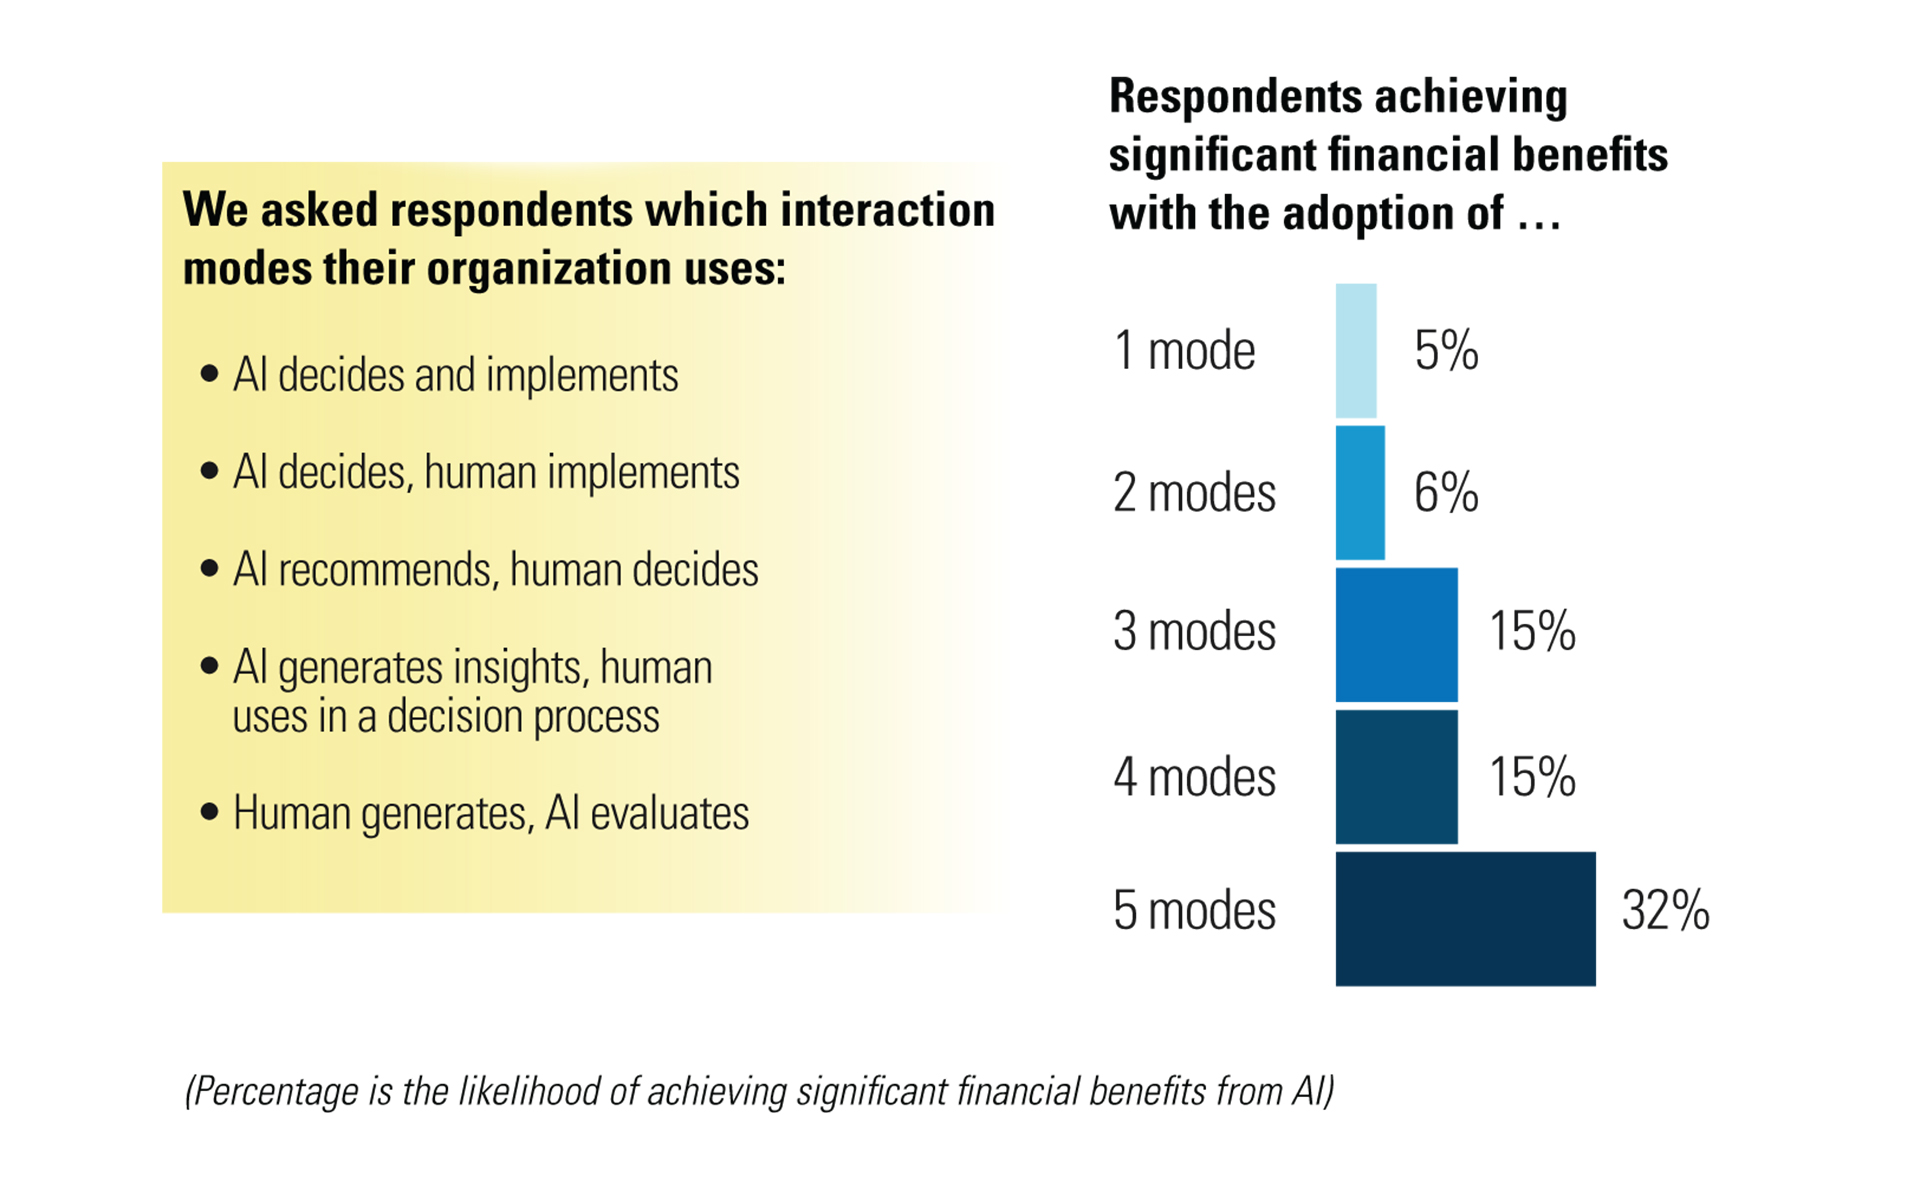 We asked respondents which interaction
modes their organization uses:
• AI decides and implements
• AI decides, human implements
• AI recommends, human decides
• AI generates insights, human
uses in a decision process
• Human generates, AI evaluates
Respondents achieving
significant financial benefits
with the adoption of …
1 mode 5%
2 modes 6%
3 modes 15%
4 modes 15%
5 modes 32%
(Percentage is the likelihood of achieving significant financial benefits from AI)